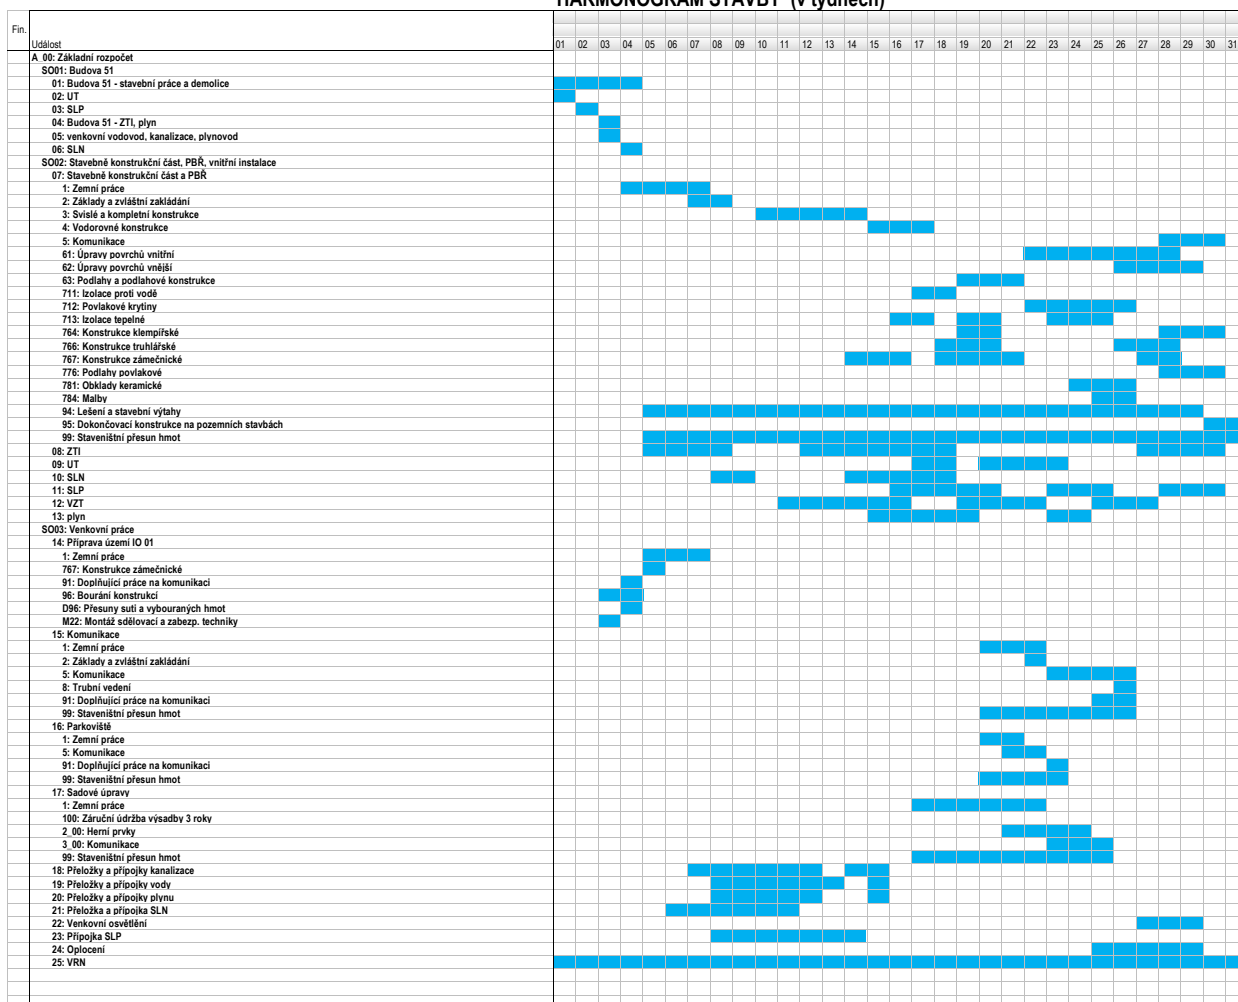 HARMONOGRAM STAVBY (v týdnech)
Fin.
Událost 01 02 03 04 05 06 07 08 09 10 11 12 13 14 15 16 17 18 19 20 21 22 23 24 25 26 27 28 29 30 31
A_00: Základní rozpočet
SO01: Budova 51
01: Budova 51 - stavební práce a demolice
02: UT
03: SLP
04: Budova 51 - ZTI, plyn
05: venkovní vodovod, kanalizace, plynovod
06: SLN
SO02: Stavebně konstrukční část, PBŘ, vnitřní instalace
07: Stavebně konstrukční část a PBŘ
1: Zemní práce
2: Základy a zvláštní zakládání
3: Svislé a kompletní konstrukce
4: Vodorovné konstrukce
5: Komunikace
61: Úpravy povrchů vnitřní
62: Úpravy povrchů vnější
63: Podlahy a podlahové konstrukce
711: Izolace proti vodě
712: Povlakové krytiny
713: Izolace tepelné
764: Konstrukce klempířské
766: Konstrukce truhlářské
767: Konstrukce zámečnické
776: Podlahy povlakové
781: Obklady keramické
784: Malby
94: Lešení a stavební výtahy
95: Dokončovací konstrukce na pozemních stavbách
99: Staveništní přesun hmot
08: ZTI
09: UT
10: SLN
11: SLP
12: VZT
13: plyn
SO03: Venkovní práce
14: Příprava území IO 01
1: Zemní práce
767: Konstrukce zámečnické
91: Doplňující práce na komunikaci
96: Bourání konstrukcí
D96: Přesuny suti a vybouraných hmot
M22: Montáž sdělovací a zabezp. techniky
15: Komunikace
1: Zemní práce
2: Základy a zvláštní zakládání
5: Komunikace
8: Trubní vedení
91: Doplňující práce na komunikaci
99: Staveništní přesun hmot
16: Parkoviště
1: Zemní práce
5: Komunikace
91: Doplňující práce na komunikaci
99: Staveništní přesun hmot
17: Sadové úpravy
1: Zemní práce
100: Záruční údržba výsadby 3 roky
2_00: Herní prvky
3_00: Komunikace
99: Staveništní přesun hmot
18: Přeložky a přípojky kanalizace
19: Přeložky a přípojky vody
20: Přeložky a přípojky plynu
21: Přeložka a přípojka SLN
22: Venkovní osvětlení
23: Přípojka SLP
24: Oplocení
25: VRN